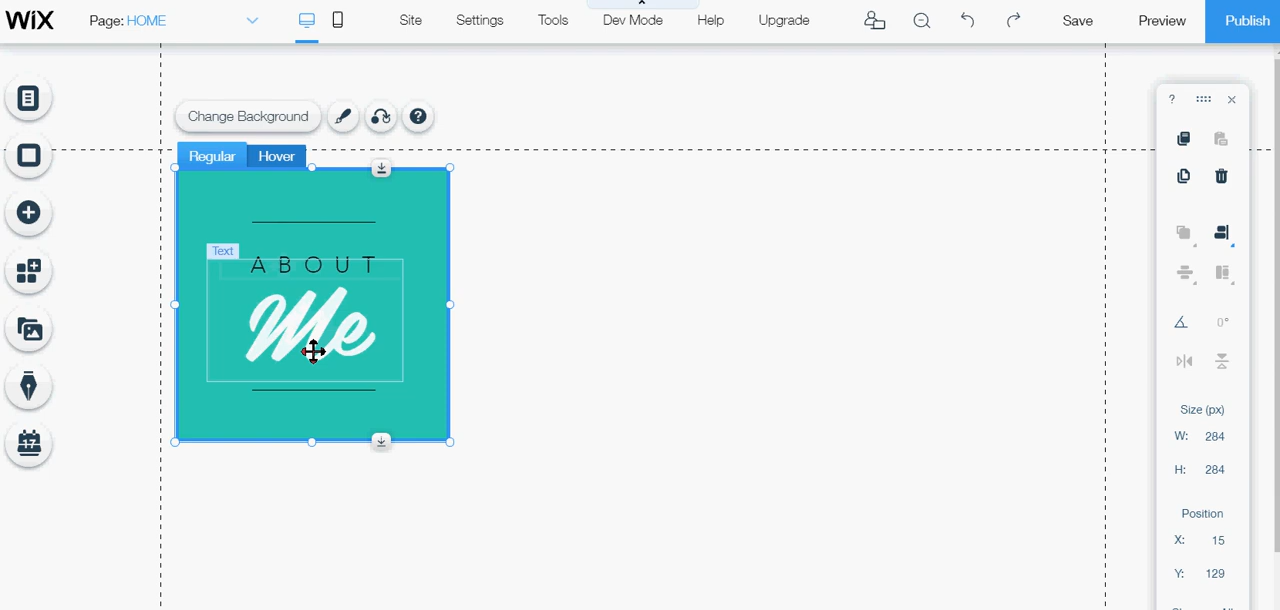 WiX
Page: HOME
Site
Settings
Tools
Dev Mode
Help
Upgrade
Save
Preview
Publish
Change Background
?
?
Regular
Hover
Text
ABOUT
Me
17
0°
Size (px)
W: 284
H: 284
Position
X: 15
Y: 129